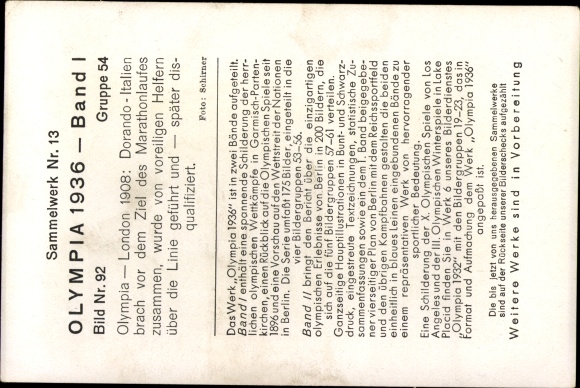 Sammelwerk Nr. 13
OLYMPIA 1936 — Band I
Bild Nr. 92 Gruppe 54
Olympia — London 1908: Dorando-Italien
brach vor dem Ziel des Marathonlaufes
zusammen, wurde von voreiligen Helfern
über die Linie geführt und — später dis-
qualifiziert.
Foto: Schirner
Das Werk „Olympia 1936" ist in zwei Bände aufgeteilt.
Band I enthält eine spannende Schilderung der herr-
lichen olympischen Wettkämpfe in Garmisch-Parten-
kirchen, einen Rückblick auf die Olympischen Spiele seit
1896 und eine Vorschau auf den Wettstreit der Nationen
in Berlin. Die Serie umfaßt 175 Bilder, eingeteilt in die
vier Bildergruppen 53–56.
Band II bringt den Bericht über die einzigartigen
olympischen Erlebnisse von Berlin in 200 Bildern, die
sich auf die fünf Bildergruppen 57–61 verteilen.
Ganzseitige Hauptillustrationen in Bunt- und Schwarz-
druck, eingestreute Textzeichnungen, statistische Zu-
sammenfassungen sowie ein dem I. Band beigegebe-
ner vierseitiger Plan von Berlin mit dem Reichssportfeld
und den übrigen Kampfbahnen gestalten die beiden
einheitlich in blaues Leinen eingebundenen Bände zu
einem repräsentativen Werk von hervorragender
sportlicher Bedeutung.
Eine Schilderung der X. Olympischen Spiele von Los
Angeles und der Olympischen Winterspiele in Lake
Placid finden Sie in Werk 6 unseres Bilderdienstes
„Olympia 1932" mit den Bildergruppen 19–23, das in
Format und Aufmachung dem Werk „Olympia 1936"
angepaßt ist.
Die bis jetzt von uns herausgegebenen Sammelwerke
sind auf der Rückseite unserer Bilderschecks aufgezählt
Weitere Werke sind in Vorbereitung